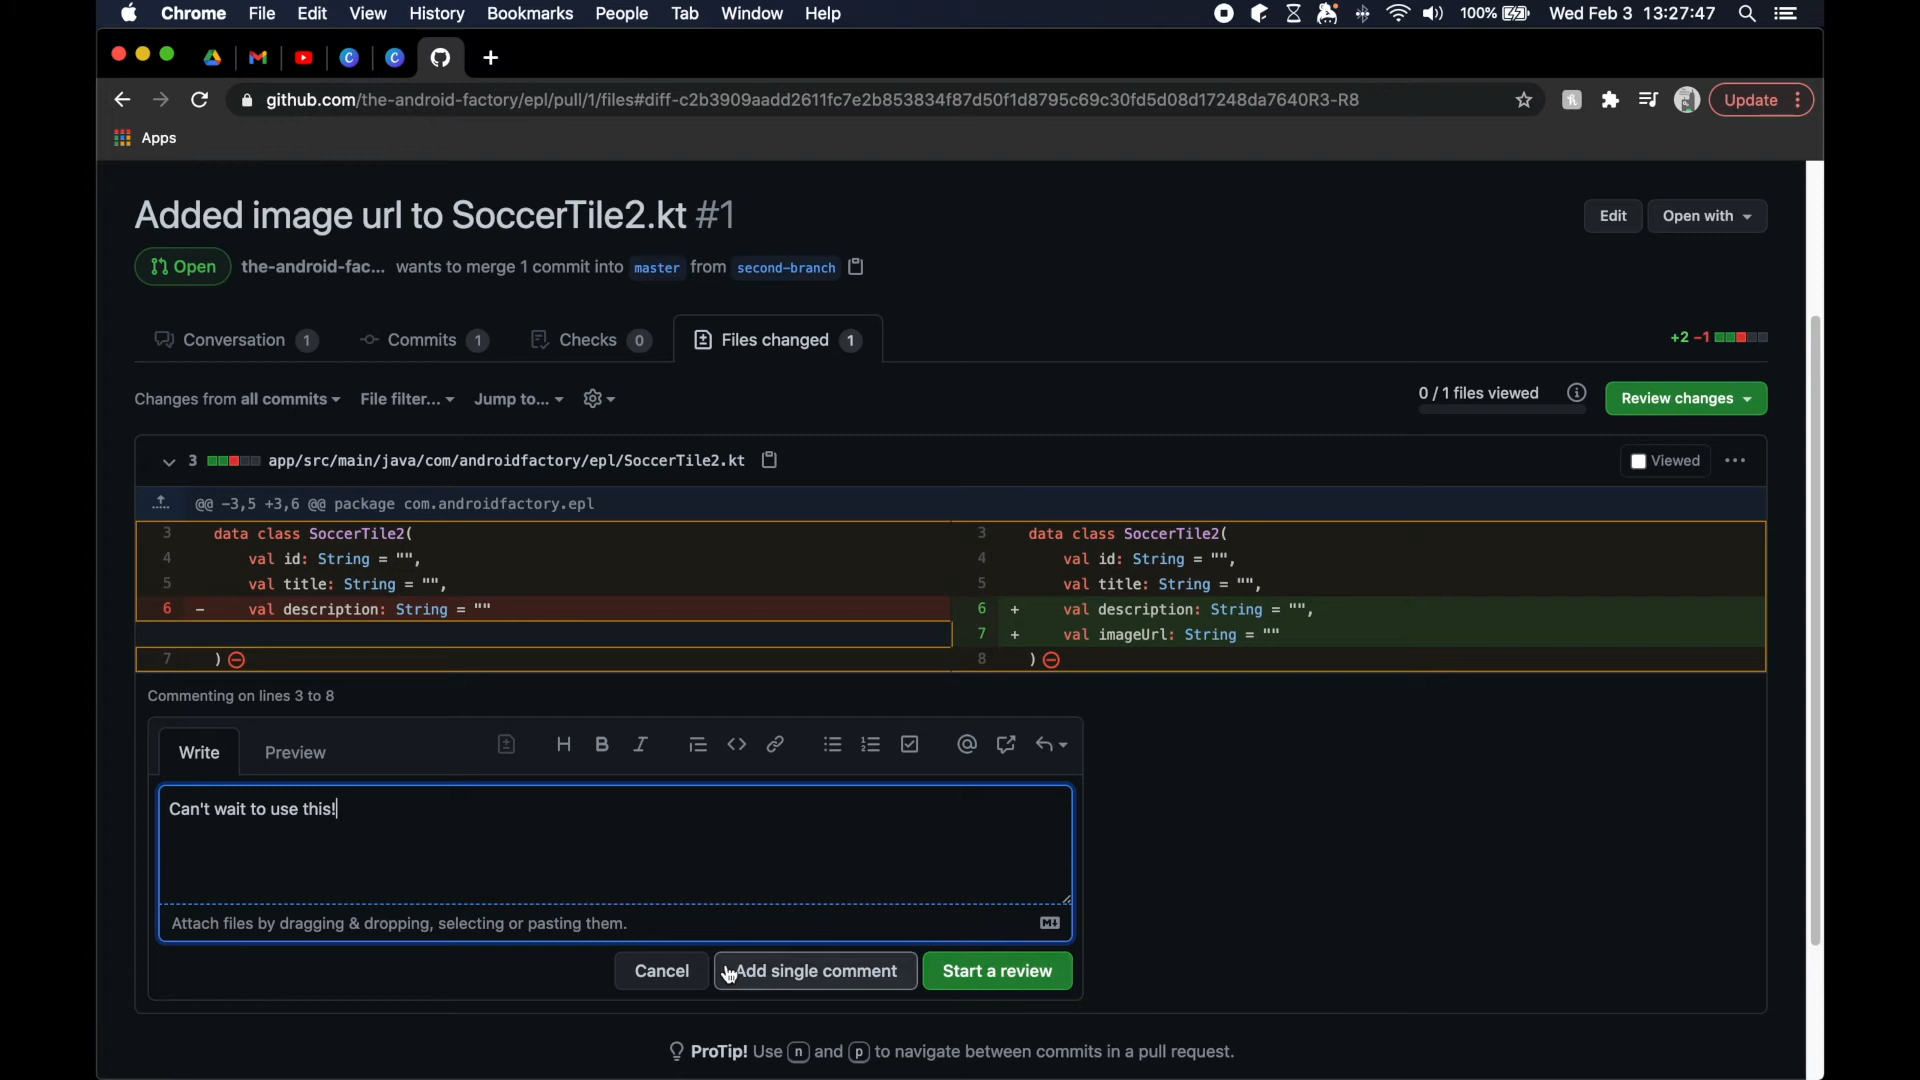 Chrome File Edit View History Bookmarks People Tab Window Help 100% Wed Feb 3 13:27:47
github.com/the-android-factory/epl/pull/1/files#diff-c2b3909aadd2611fc7e2b853834f87d50f1d8795c69c30fd5d08d17248da7640R3-R8 Update
Apps
Added image url to SoccerTile2.kt #1
Edit Open with
Open the-android-fac... wants to merge 1 commit into master from second-branch
Conversation 1 Commits 1 Checks 0 Files changed 1 +2 −1
Changes from all commits File filter... Jump to... 0 / 1 files viewed Review changes
3 app/src/main/java/com/androidfactory/epl/SoccerTile2.kt Viewed
@@ -3,5 +3,6 @@ package com.androidfactory.epl
3 data class SoccerTile2( 3 data class SoccerTile2(
4 val id: String = "", 4 val id: String = "",
5 val title: String = "", 5 val title: String = "",
6 - val description: String = "" 6 + val description: String = "",
7 + val imageUrl: String = ""
7 ) 8 )
Commenting on lines 3 to 8
Write Preview
Can't wait to use this!
Attach files by dragging & dropping, selecting or pasting them.
Cancel Add single comment Start a review
ProTip! Use n and p to navigate between commits in a pull request.